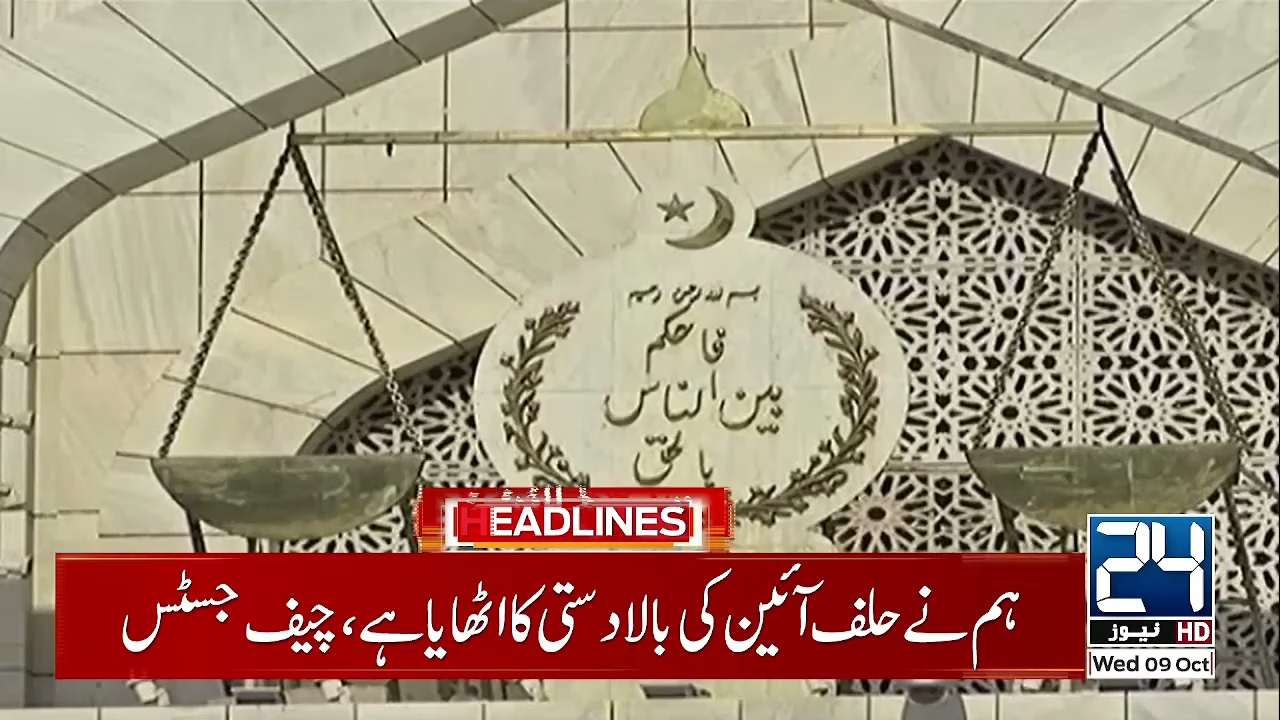 بسم اللہ الرحمن الرحیم
فاحکم
بین الناس
بالحق
HEADLINES
ہم نے حلف آئین کی بالادستی کا اٹھایا ہے، چیف جسٹس
24
نیوز HD
Wed 09 Oct